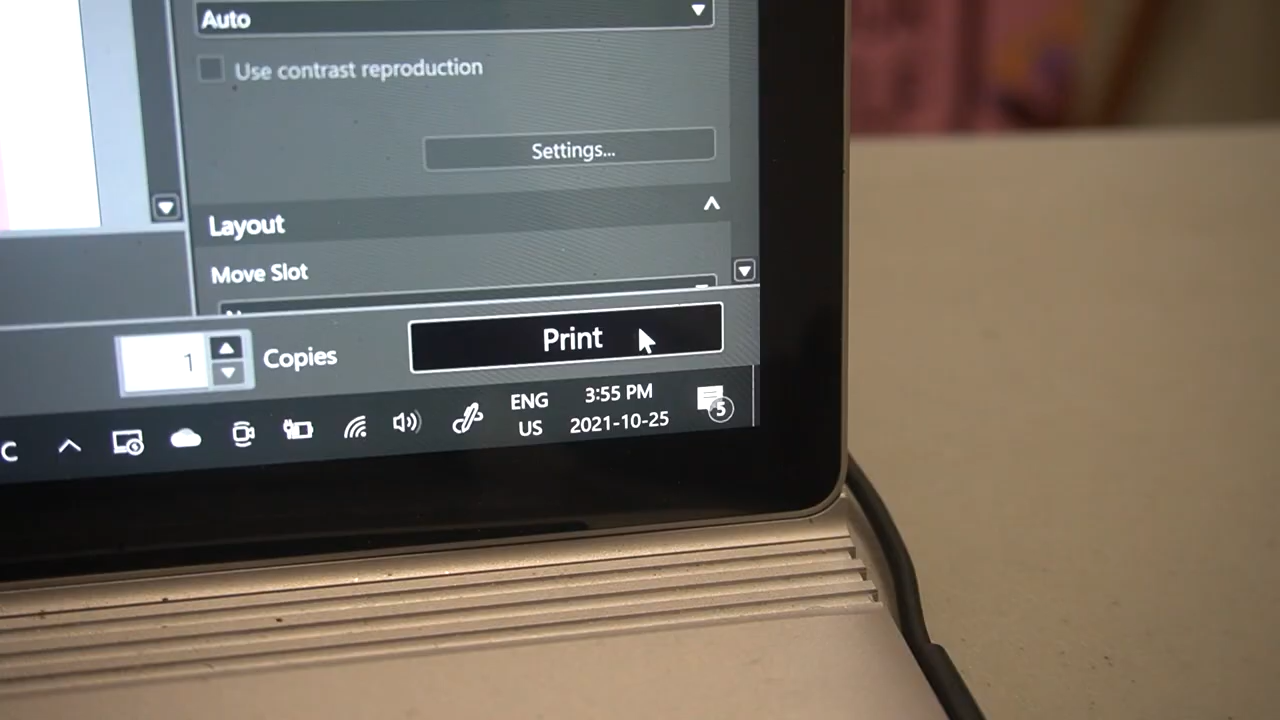 Auto
Use contrast reproduction
Settings...
Layout
Move Slot
1 Copies Print
C ENG 3:55 PM 5
US 2021-10-25